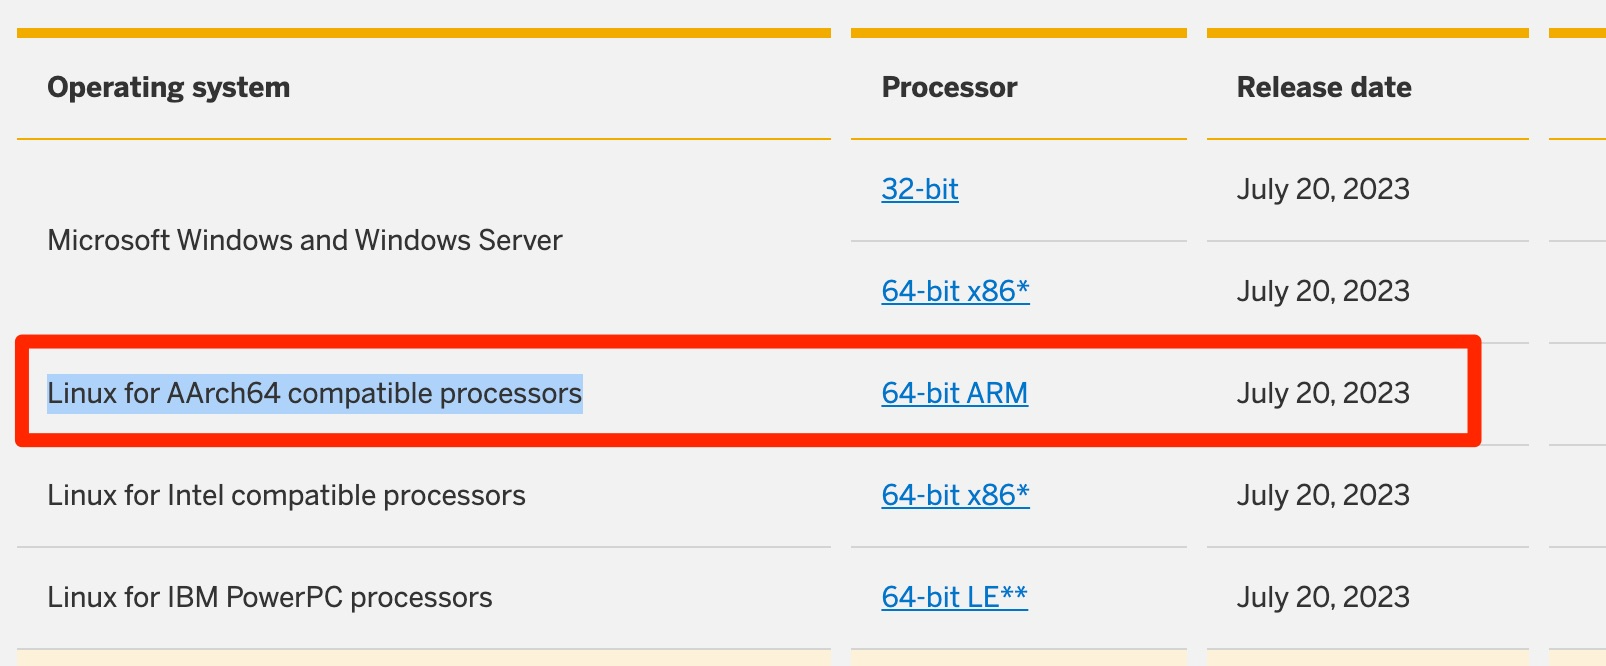 Operating system Processor Release date
32-bit July 20, 2023
Microsoft Windows and Windows Server
64-bit x86* July 20, 2023
Linux for AArch64 compatible processors 64-bit ARM July 20, 2023
Linux for Intel compatible processors 64-bit x86* July 20, 2023
Linux for IBM PowerPC processors 64-bit LE** July 20, 2023